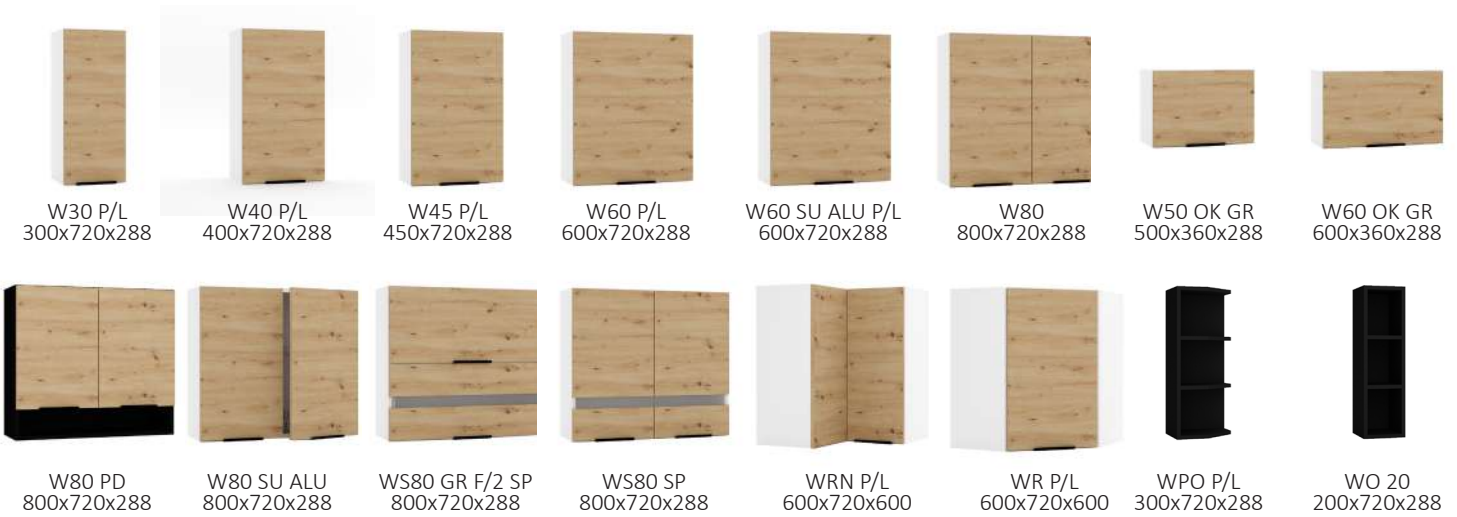 W30 P/L
300x720x288
W40 P/L
400x720x288
W45 P/L
450x720x288
W60 P/L
600x720x288
W60 SU ALU P/L
600x720x288
W80
800x720x288
W50 OK GR
500x360x288
W60 OK GR
600x360x288
W80 PD
800x720x288
W80 SU ALU
800x720x288
WS80 GR F/2 SP
800x720x288
WS80 SP
800x720x288
WRN P/L
600x720x600
WR P/L
600x720x600
WPO P/L
300x720x288
WO 20
200x720x288